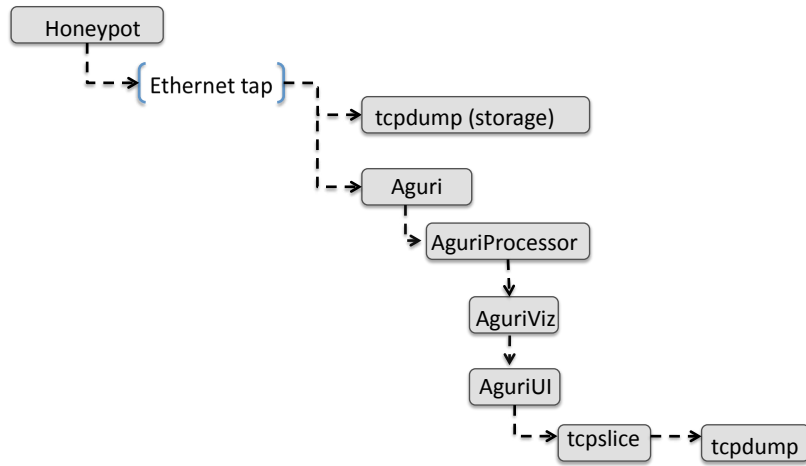 Honeypot
Ethernet tap
tcpdump (storage)
Aguri
AguriProcessor
AguriViz
AguriUI
tcpslice
tcpdump